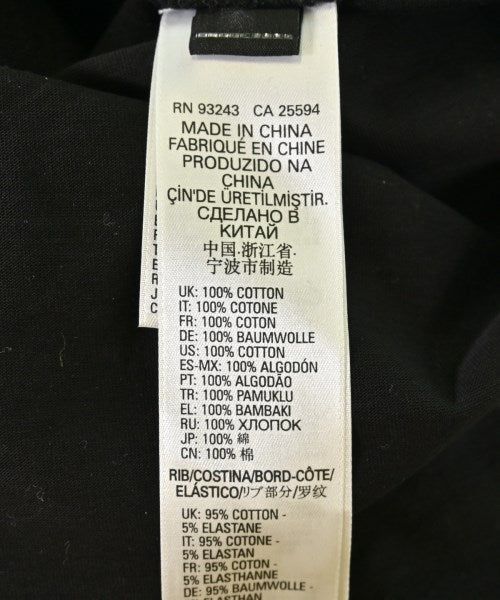 RN 93243 CA 25594
MADE IN CHINA
FABRIQUÉ EN CHINE
PRODUZIDO NA
CHINA
ÇİN'DE ÜRETİLMİŞTİR.
СДЕЛАНО В
КИТАЙ
中国.浙江省.
宁波市制造
UK: 100% COTTON
IT: 100% COTONE
FR: 100% COTON
DE: 100% BAUMWOLLE
US: 100% COTTON
ES-MX: 100% ALGODÓN
PT: 100% ALGODÃO
TR: 100% PAMUKLU
EL: 100% BAMBAKI
RU: 100% ХЛОПОК
JP: 100% 綿
CN: 100% 棉
RIB/COSTINA/BORD-CÔTE/
ELÁSTICO/リブ部分/罗纹
UK: 95% COTTON -
5% ELASTANE
IT: 95% COTONE -
5% ELASTAN
FR: 95% COTON -
5% ELASTHANNE
DE: 95% BAUMWOLLE -